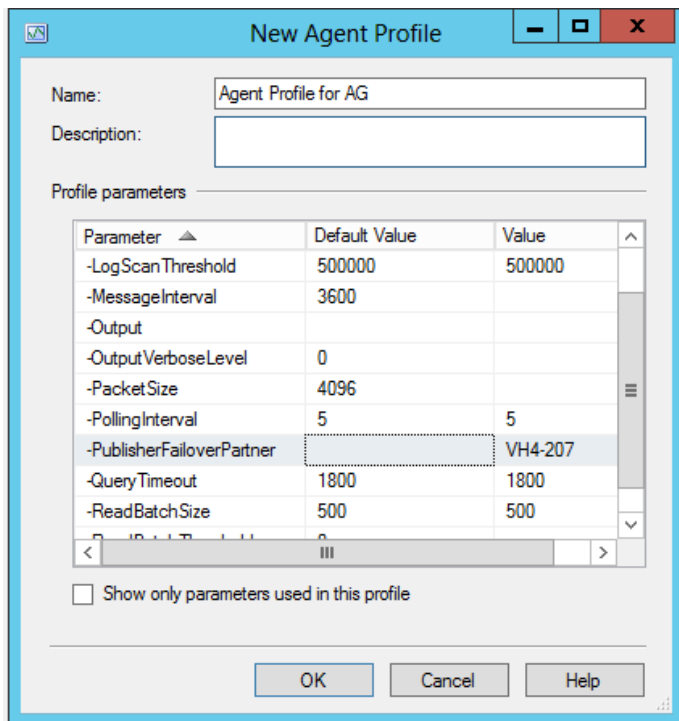 New Agent Profile
Name: Agent Profile for AG
Description:
Profile parameters
Parameter Default Value Value
-LogScanThreshold 500000 500000
-MessageInterval 3600
-Output
-OutputVerboseLevel 0
-PacketSize 4096
-PollingInterval 5 5
-PublisherFailoverPartner VH4-207
-QueryTimeout 1800 1800
-ReadBatchSize 500 500
Show only parameters used in this profile
OK Cancel Help